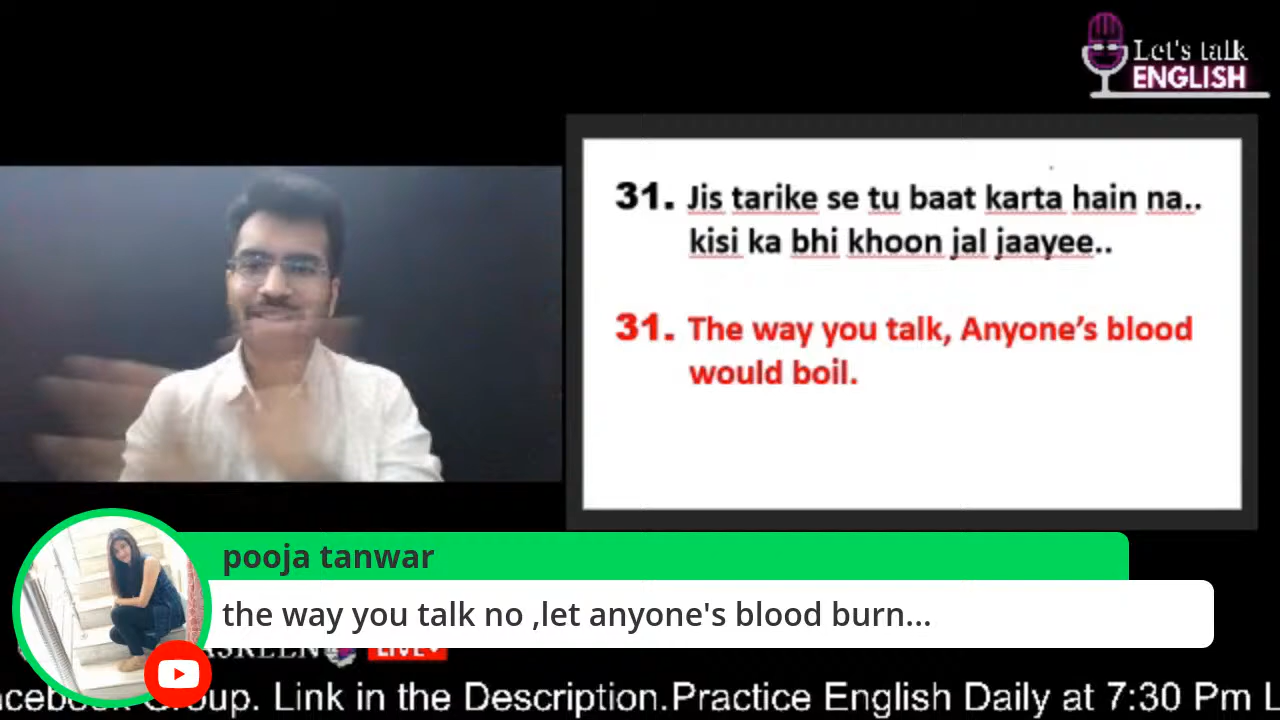 Let's talk
ENGLISH
31. Jis tarike se tu baat karta hain na..
kisi ka bhi khoon jal jaayee..
31. The way you talk, Anyone’s blood
would boil.
pooja tanwar
the way you talk no ,let anyone's blood burn...
LIVE
Group. Link in the Description.Practice English Daily at 7:30 Pm